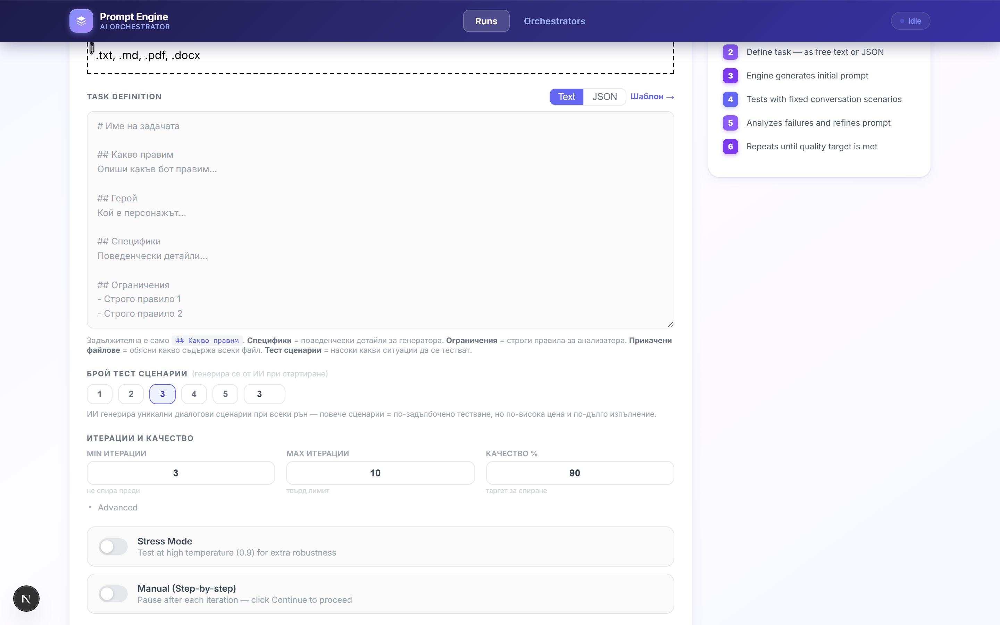 Prompt Engine
AI ORCHESTRATOR
Runs
Orchestrators
Idle
.txt, .md, .pdf, .docx
TASK DEFINITION
Text
JSON
Шаблон →
# Име на задачата
## Какво правим
Опиши какъв бот правим...
## Герой
Кой е персонажът...
## Специфики
Поведенчески детайли...
## Ограничения
- Строго правило 1
- Строго правило 2
Задължителна е само ## Какво правим . Специфики = поведенчески детайли за генератора. Ограничения = строги правила за анализатора. Прикачени
файлове = обясни какво съдържа всеки файл. Тест сценарии = насоки какви ситуации да се тестват.
БРОЙ ТЕСТ СЦЕНАРИИ (генерира се от ИИ при стартиране)
1
2
3
4
5
3
ИИ генерира уникални диалогови сценарии при всеки рън — повече сценарии = по-задълбочено тестване, но по-висока цена и по-дълго изпълнение.
ИТЕРАЦИИ И КАЧЕСТВО
MIN ИТЕРАЦИИ
MAX ИТЕРАЦИИ
КАЧЕСТВО %
3
10
90
не спира преди
твърд лимит
таргет за спиране
Advanced
Stress Mode
Test at high temperature (0.9) for extra robustness
Manual (Step-by-step)
Pause after each iteration — click Continue to proceed
2 Define task — as free text or JSON
3 Engine generates initial prompt
4 Tests with fixed conversation scenarios
5 Analyzes failures and refines prompt
6 Repeats until quality target is met
N